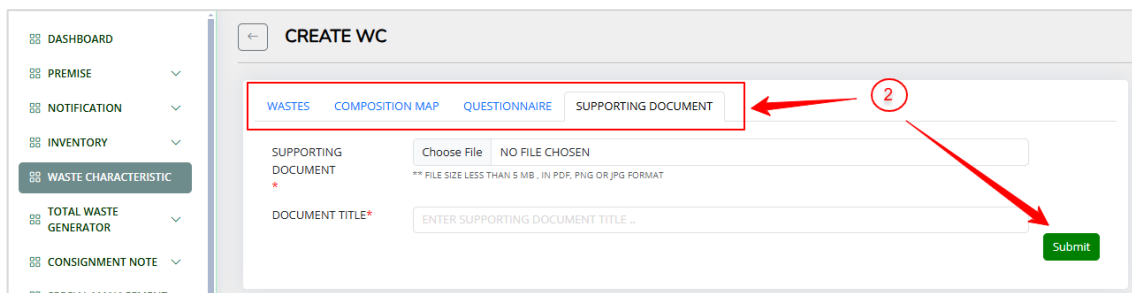 DASHBOARD
PREMISE
NOTIFICATION
INVENTORY
WASTE CHARACTERISTIC
TOTAL WASTE
GENERATOR
CONSIGNMENT NOTE
CREATE WC
WASTES COMPOSITION MAP QUESTIONNAIRE SUPPORTING DOCUMENT
2
SUPPORTING
DOCUMENT
*
Choose File NO FILE CHOSEN
** FILE SIZE LESS THAN 5 MB , IN PDF, PNG OR JPG FORMAT
DOCUMENT TITLE*
ENTER SUPPORTING DOCUMENT TITLE ..
Submit